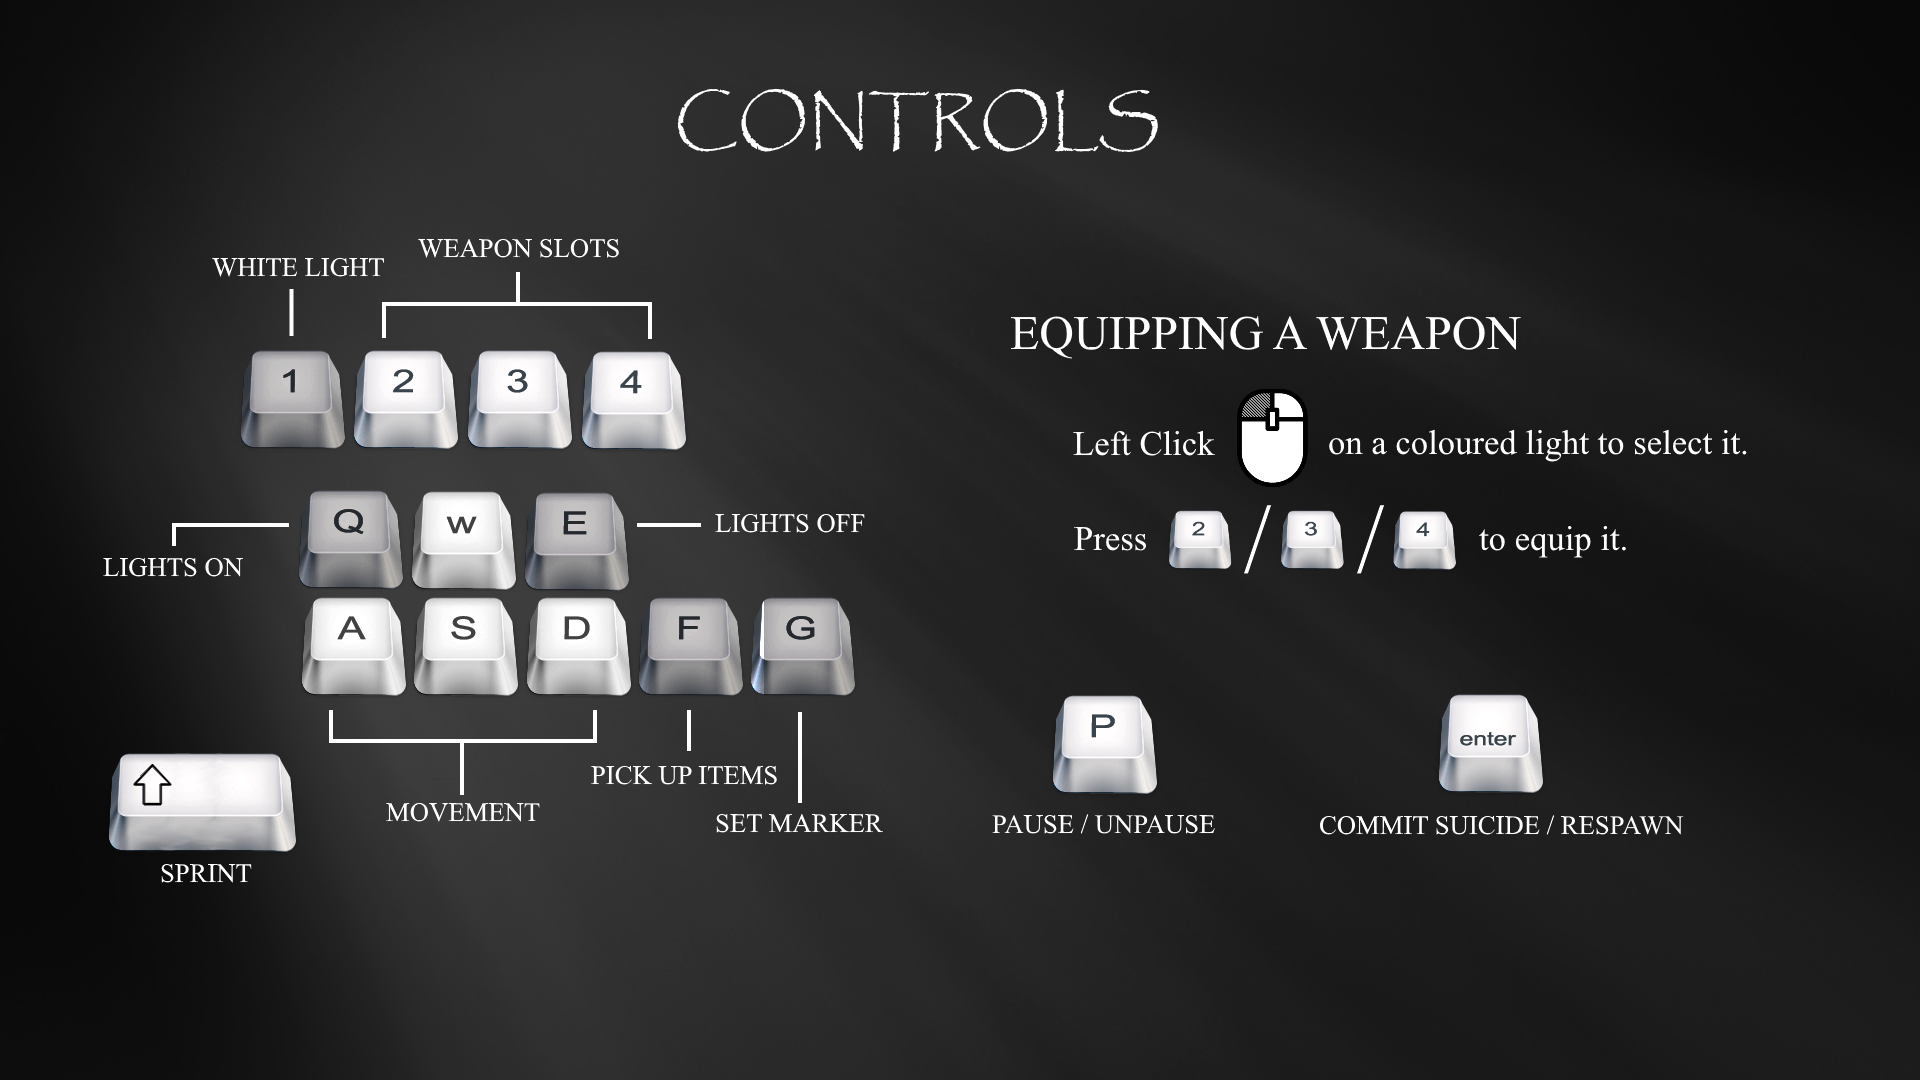 CONTROLS
WHITE LIGHT
WEAPON SLOTS
1 2 3 4
Q w E
LIGHTS ON
LIGHTS OFF
A S D F G
MOVEMENT
PICK UP ITEMS
SET MARKER
SPRINT
EQUIPPING A WEAPON
Left Click on a coloured light to select it.
Press 2 / 3 / 4 to equip it.
P
PAUSE / UNPAUSE
enter
COMMIT SUICIDE / RESPAWN